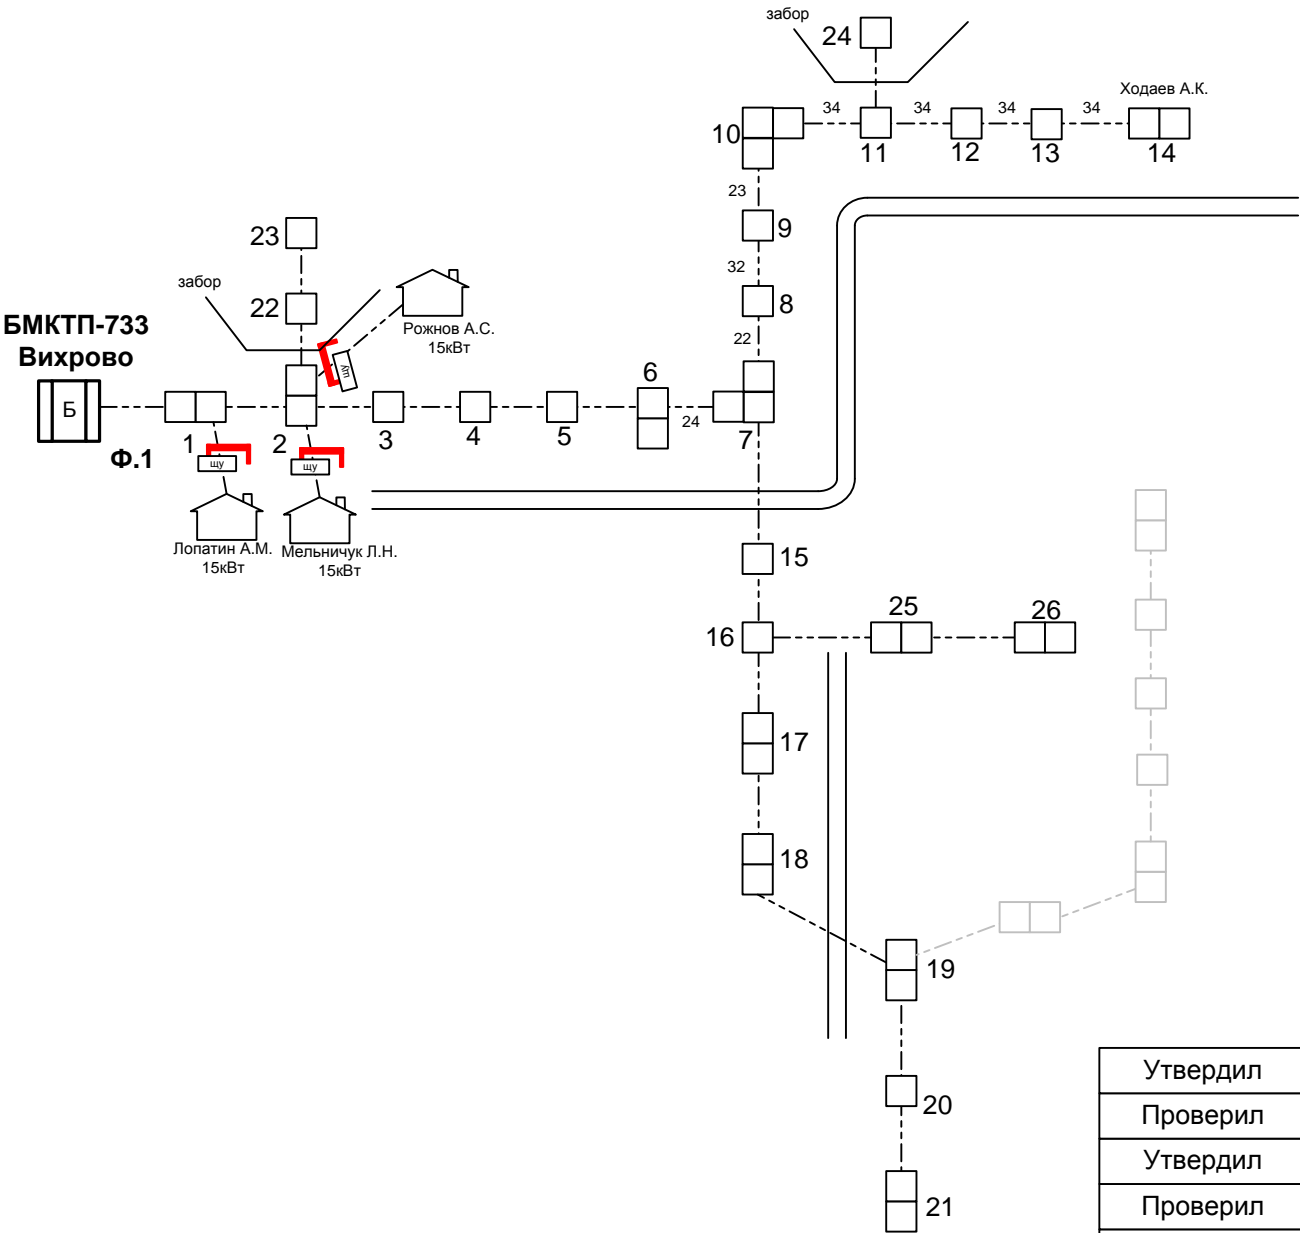 забор
24
Ходаев А.К.
34
34
34
34
10
11
12
13
14
23
9
32
8
22
23
забор
22
БМКТП-733
Вихрово
Рожнов А.С.
15кВт
щу
Б
6
24
1
2
3
4
5
7
Ф.1
щу
щу
Лопатин А.М.
15кВт
Мельничук Л.Н.
15кВт
15
25
26
16
17
18
19
20
21
Утвердил
Проверил
Утвердил
Проверил